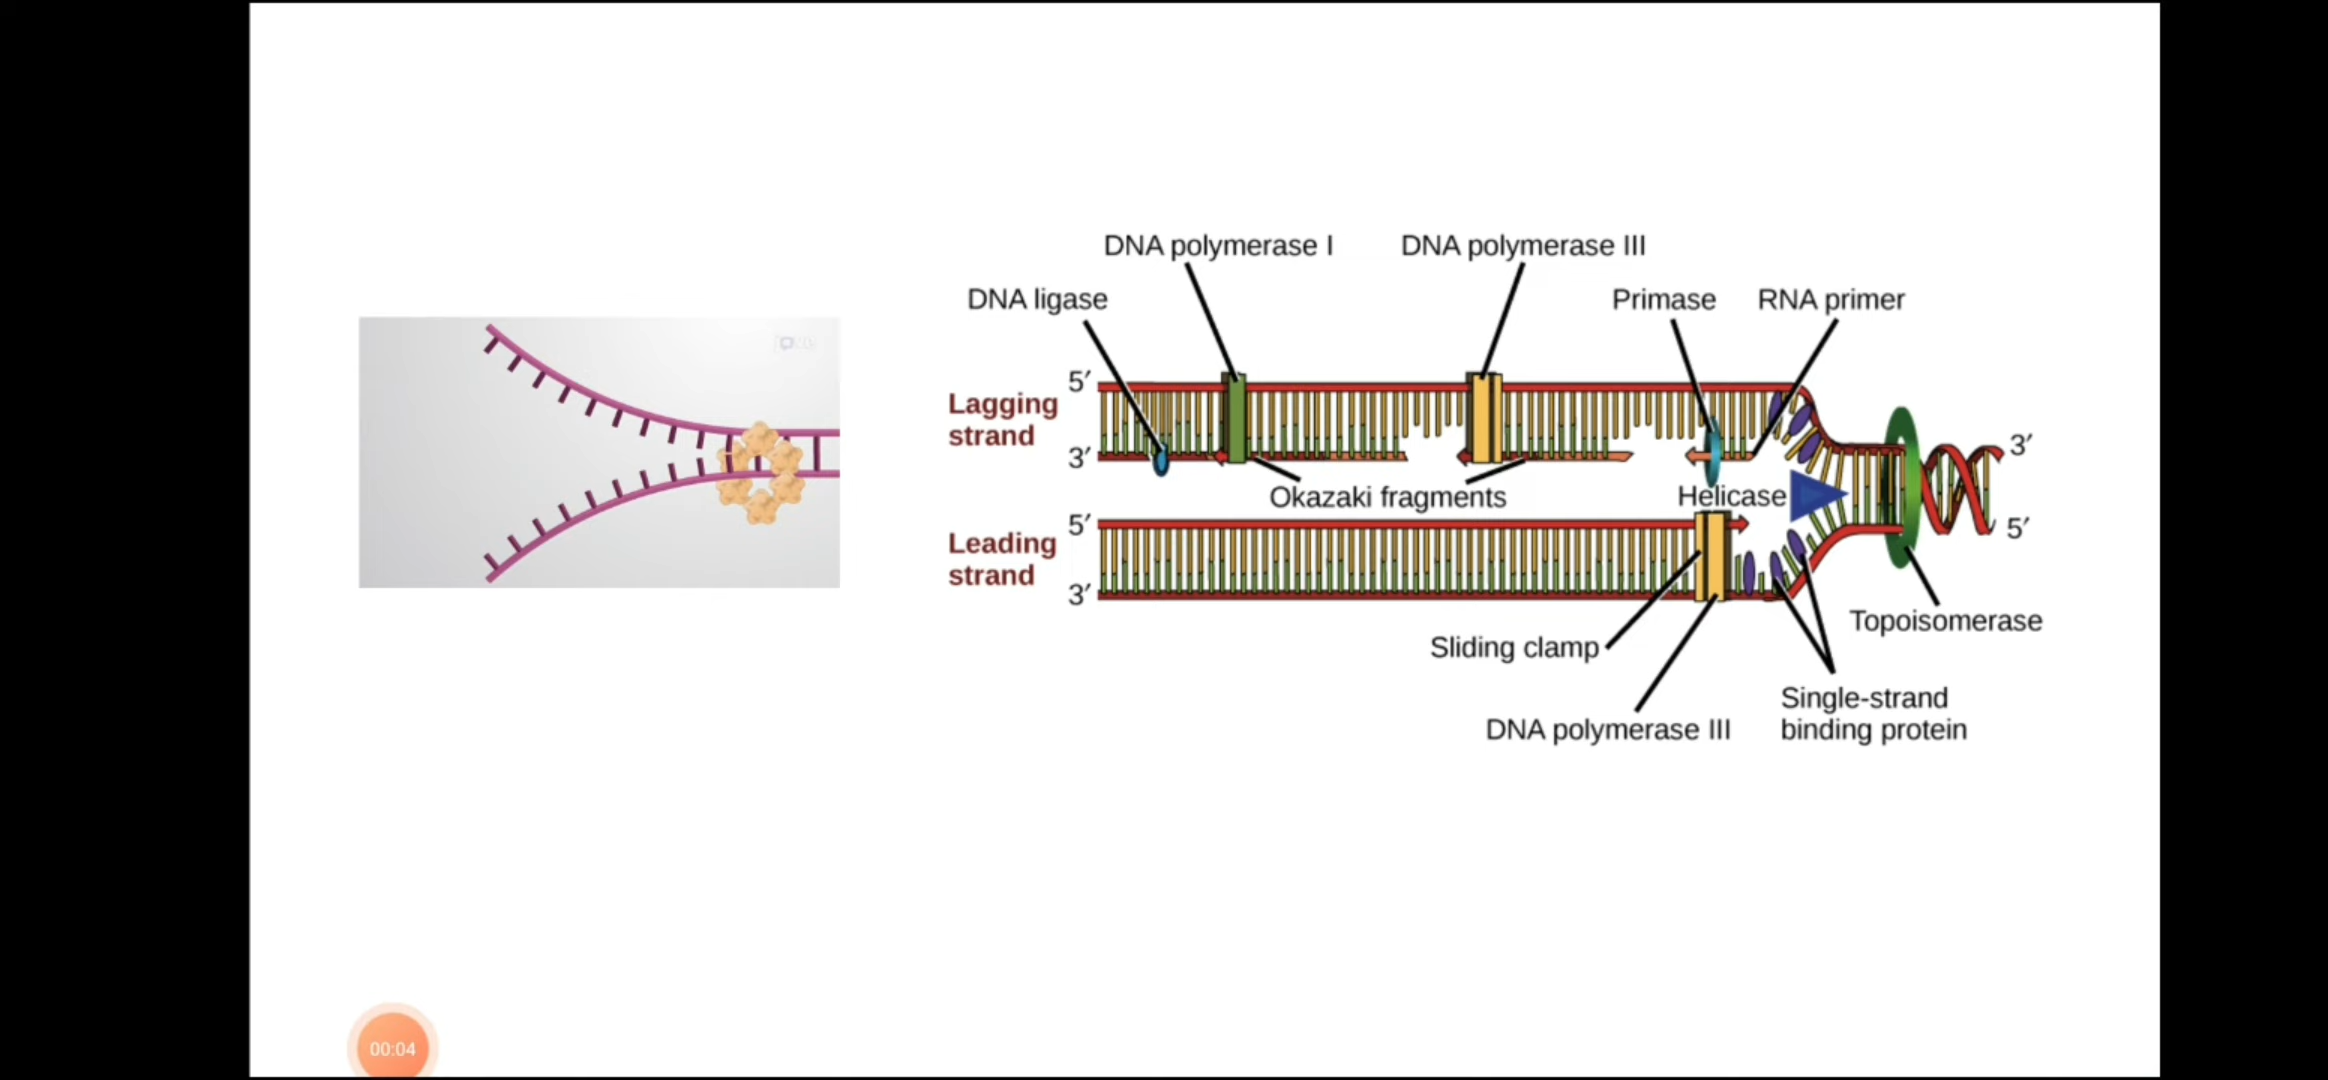 DNA polymerase I
DNA polymerase III
DNA ligase
Primase
RNA primer
5′
Lagging
strand
3′
3′
Okazaki fragments
Helicase
5′
5′
Leading
strand
3′
Topoisomerase
Sliding clamp
Single-strand
binding protein
DNA polymerase III
00:04